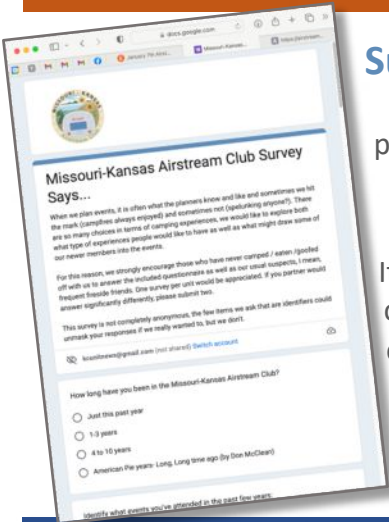 docs.google.com
January 7th Aest...
Missouri-Kansas...
https://airstream...
Su
p
MISSOURI - KANSAS
Missouri-Kansas Airstream Club Survey
Says...
When we plan events, it is often what the planners know and like and sometimes we hit
the mark (campfires always enjoyed) and sometimes not (spelunking anyone?). There
are so many choices in terms of camping experiences, we would like to explore both
what type of experiences people would like to have as well as what might draw some of
our newer members into the events.
For this reason, we strongly encourage those who have never camped / eaten /goofed
off with us to answer the included questionnaire as well as our usual suspects, I mean,
frequent fireside friends. One survey per unit would be appreciated. If you partner would
answer significantly differently, please submit two.
This survey is not completely anonymous, the few items we ask that are identifiers could
unmask your responses if we really wanted to, but we don't.
(not shared) Switch account
How long have you been in the Missouri-Kansas Airstream Club?
Just this past year
1-3 years
4 to 10 years
American Pie years- Long, Long time ago (by Don McClean)
Identify what events you've attended in the past few years: